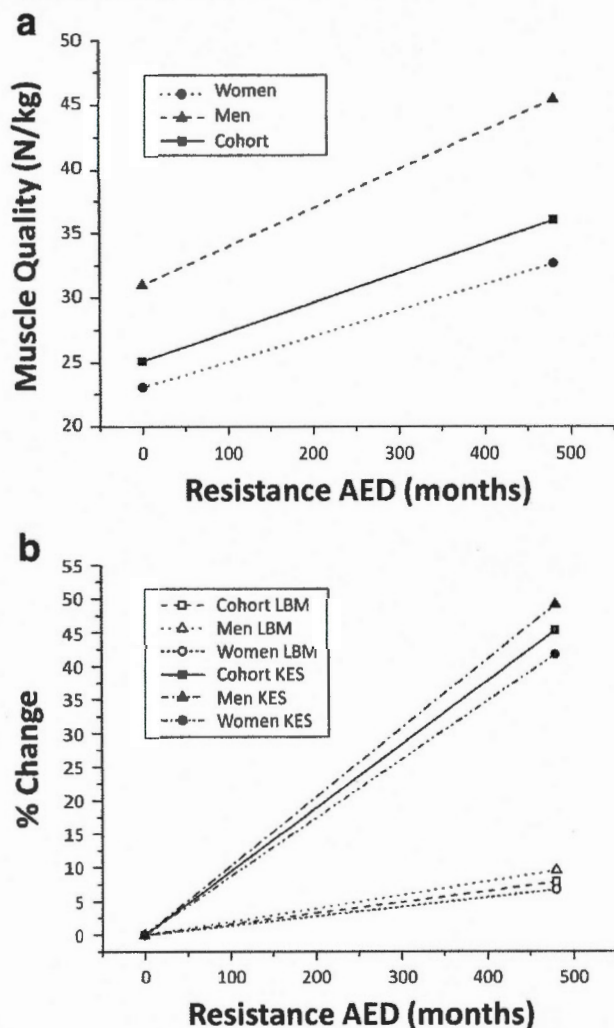 a
Muscle Quality (N/kg)
50
45
40
35
30
25
20
Women
Men
Cohort
0 100 200 300 400 500
Resistance AED (months)
b
% Change
55
50
45
40
35
30
25
20
15
10
5
0
Cohort LBM
Men LBM
Women LBM
Cohort KES
Men KES
Women KES
0 100 200 300 400 500
Resistance AED (months)